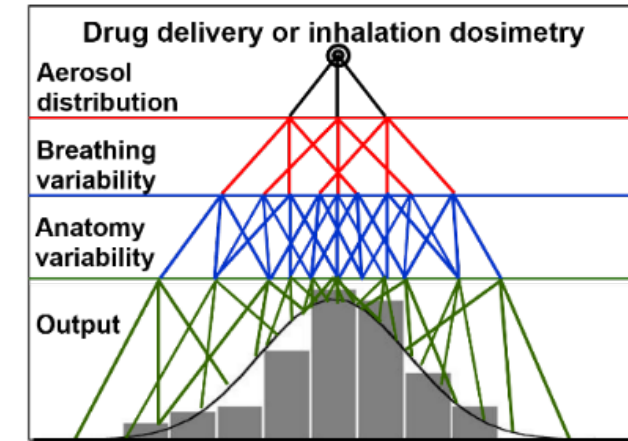 Drug delivery or inhalation dosimetry
Aerosol
distribution
Breathing
variability
Anatomy
variability
Output